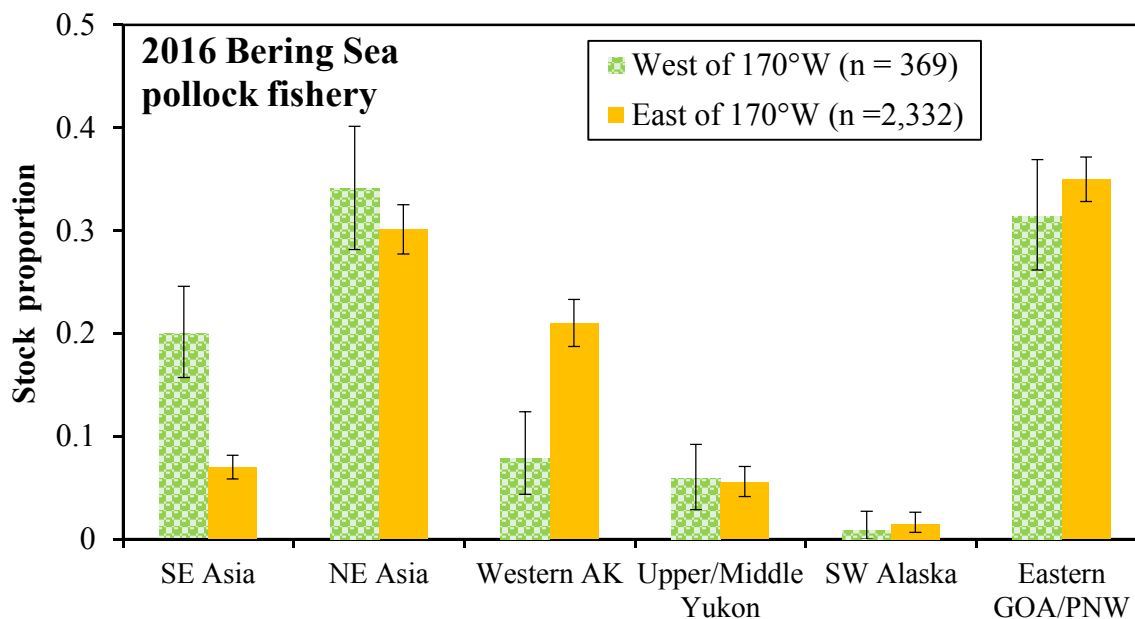 2016 Bering Sea
pollock fishery
West of 170°W (n = 369)
East of 170°W (n =2,332)
Stock proportion
0.5
0.4
0.3
0.2
0.1
0
SE Asia
NE Asia
Western AK
Upper/Middle
Yukon
SW Alaska
Eastern
GOA/PNW